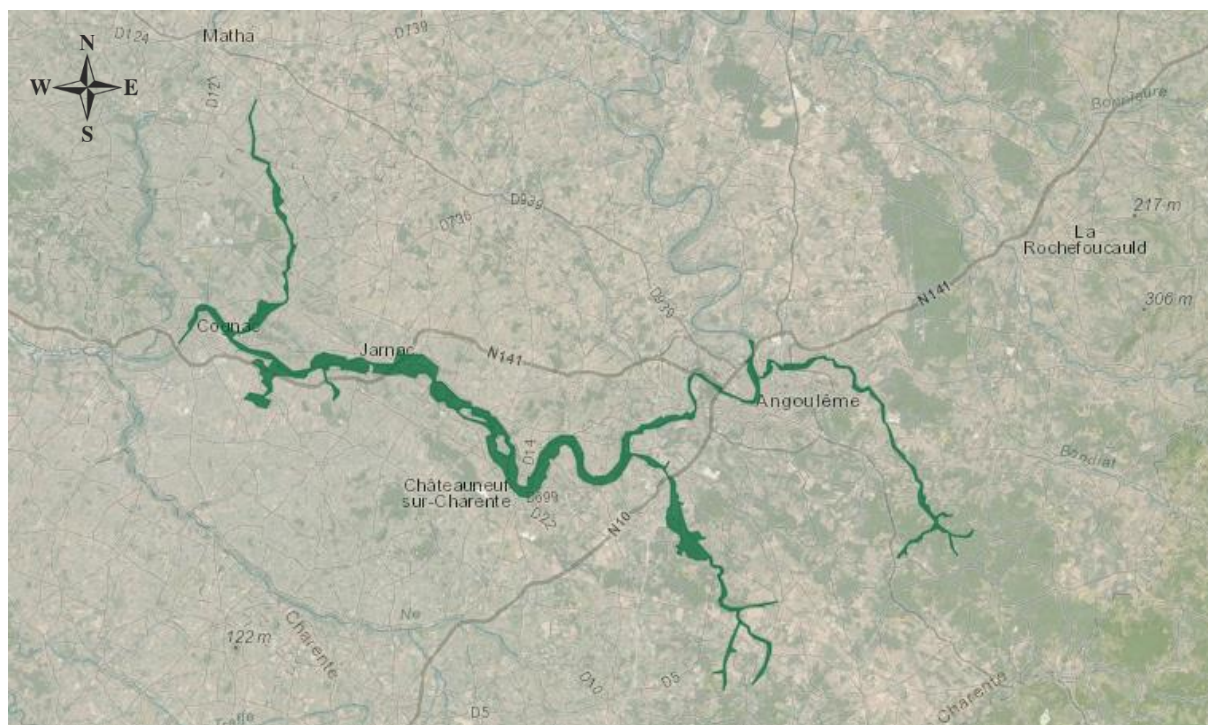 D124
Matha
D739
N
W
E
S
D121
Bonnieure
D939
D736
217 m
La
Rochefoucauld
N141
306 m
D939
Cognac
Jarnac
N141
Angoulême
D14
Bandiat
Châteauneuf
sur-Charente
D699
D22
N10
Né
Charente
122 m
D10
D5
Charente
D5